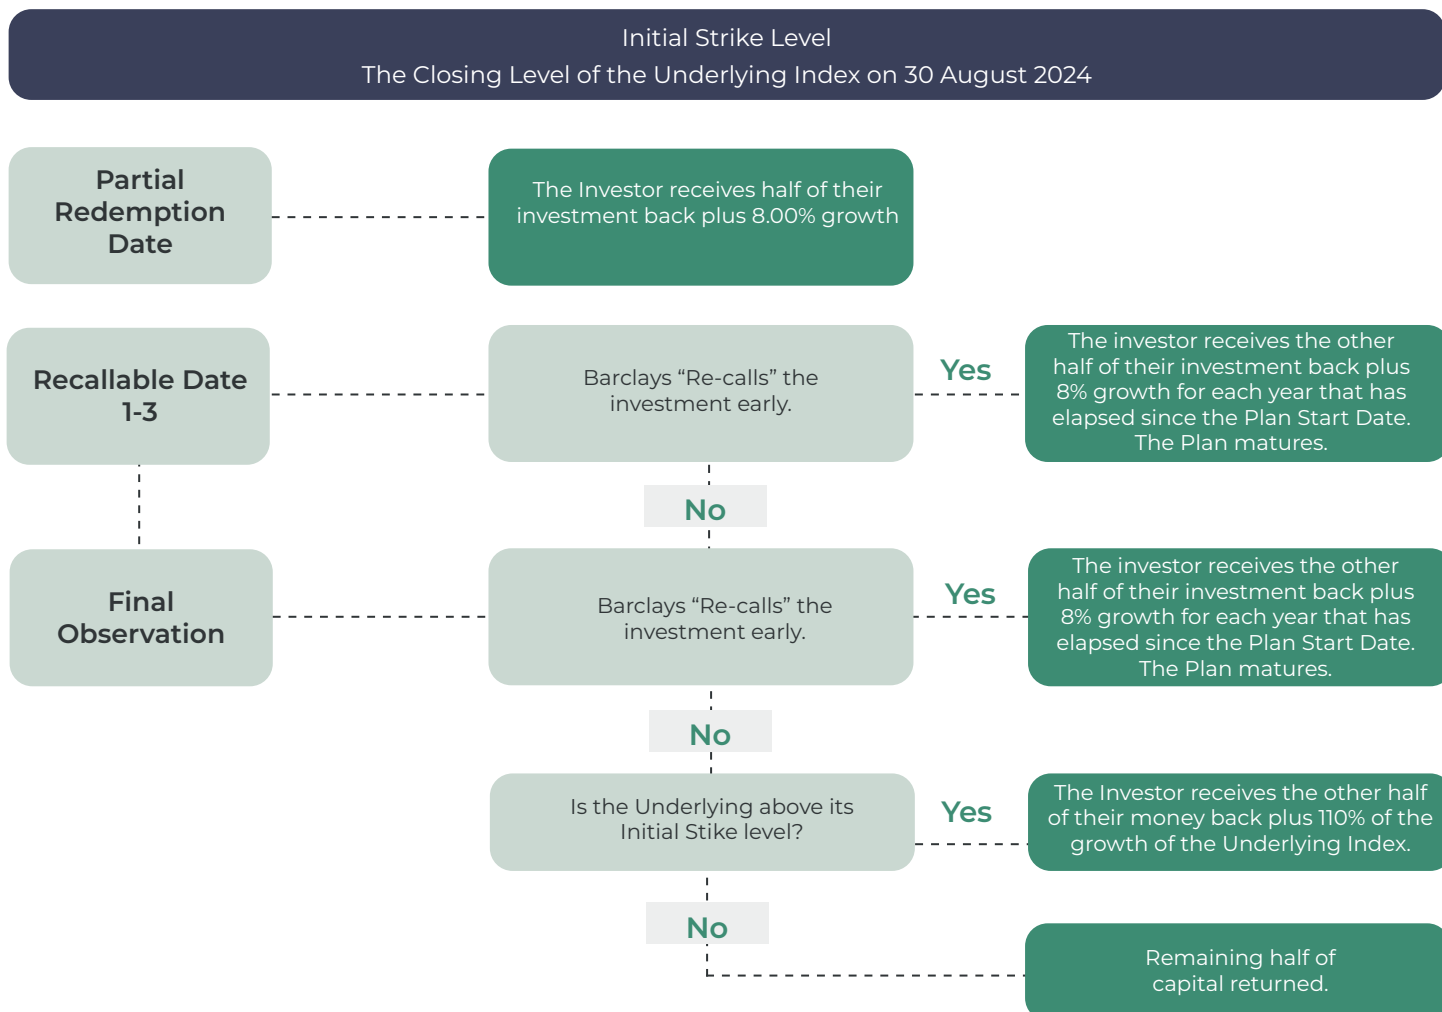 Initial Strike Level
The Closing Level of the Underlying Index on 30 August 2024
Partial
Redemption
Date
The Investor receives half of their
investment back plus 8.00% growth
Recallable Date
1-3
Barclays “Re-calls” the
investment early.
Yes
The investor receives the other
half of their investment back plus
8% growth for each year that has
elapsed since the Plan Start Date.
The Plan matures.
No
Final
Observation
Barclays “Re-calls” the
investment early.
Yes
The investor receives the other
half of their investment back plus
8% growth for each year that has
elapsed since the Plan Start Date.
The Plan matures.
No
Is the Underlying above its
Initial Stike level?
Yes
The Investor receives the other half
of their money back plus 110% of the
growth of the Underlying Index.
No
Remaining half of
capital returned.